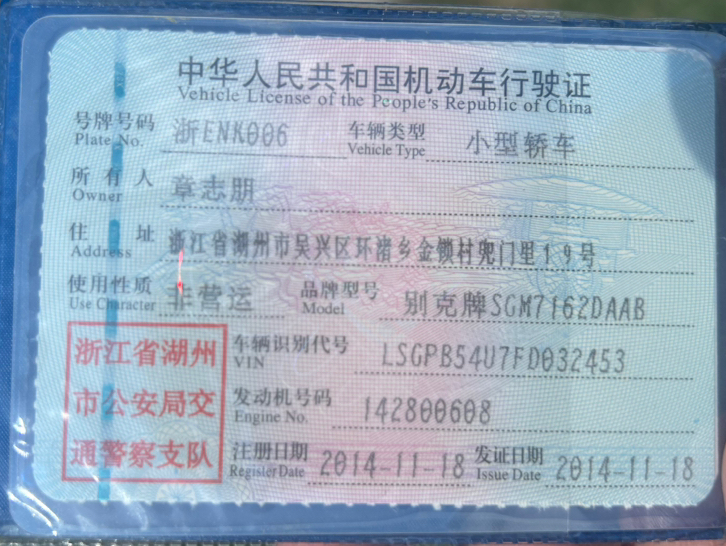 中华人民共和国机动车行驶证
Vehicle License of the People's Republic of China
号牌号码 浙ENK006 车辆类型 小型轿车
Plate No. Vehicle Type
所有人 章志朋
Owner
住址 浙江省湖州市吴兴区环渚乡金锁村兜门里19号
Address
使用性质 非营运 品牌型号 别克牌SGM7162DAAB
Use Character Model
浙江省湖州 车辆识别代号 LSGPB54U7FD032453
VIN
市公安局交 发动机号码 142800608
Engine No.
通警察支队 注册日期 2014-11-18 发证日期 2014-11-18
Register Date Issue Date